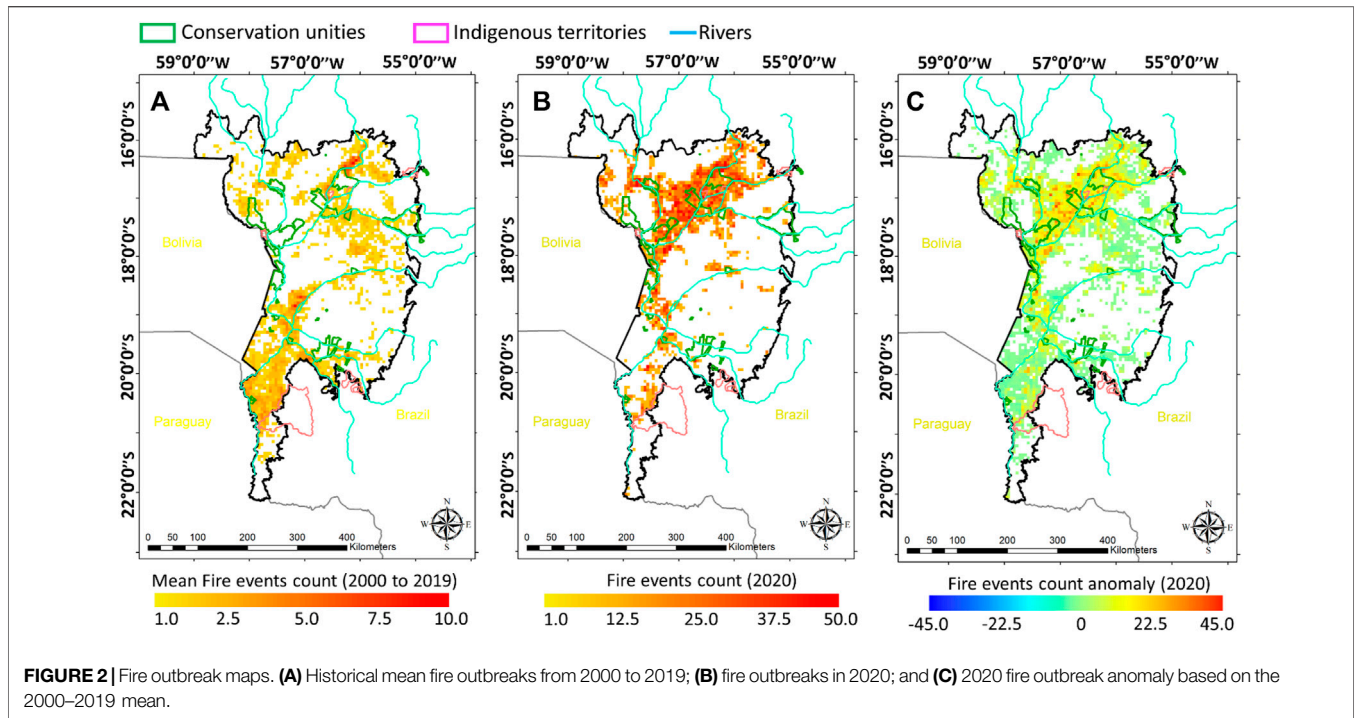 Conservation unities Indigenous territories Rivers
59°0'0"W 57°0'0"W 55°0'0"W
59°0'0"W 57°0'0"W 55°0'0"W
59°0'0"W 57°0'0"W 55°0'0"W
A
B
C
16°0'0"S
18°0'0"S
20°0'0"S
22°0'0"S
Bolivia
Paraguay
Brazil
N
W E
S
0 50 100 200 300 400
Kilometers
Mean Fire events count (2000 to 2019)
1.0 2.5 5.0 7.5 10.0
16°0'0"S
18°0'0"S
20°0'0"S
22°0'0"S
Bolivia
Paraguay
Brazil
N
W E
S
0 50 100 200 300 400
Kilometers
Fire events count (2020)
1.0 12.5 25.0 37.5 50.0
16°0'0"S
18°0'0"S
20°0'0"S
22°0'0"S
Bolivia
Paraguay
Brazil
N
W E
S
0 50 100 200 300 400
Kilometers
Fire events count anomaly (2020)
-45.0 -22.5 0 22.5 45.0
FIGURE 2 | Fire outbreak maps. (A) Historical mean fire outbreaks from 2000 to 2019; (B) fire outbreaks in 2020; and (C) 2020 fire outbreak anomaly based on the
2000–2019 mean.